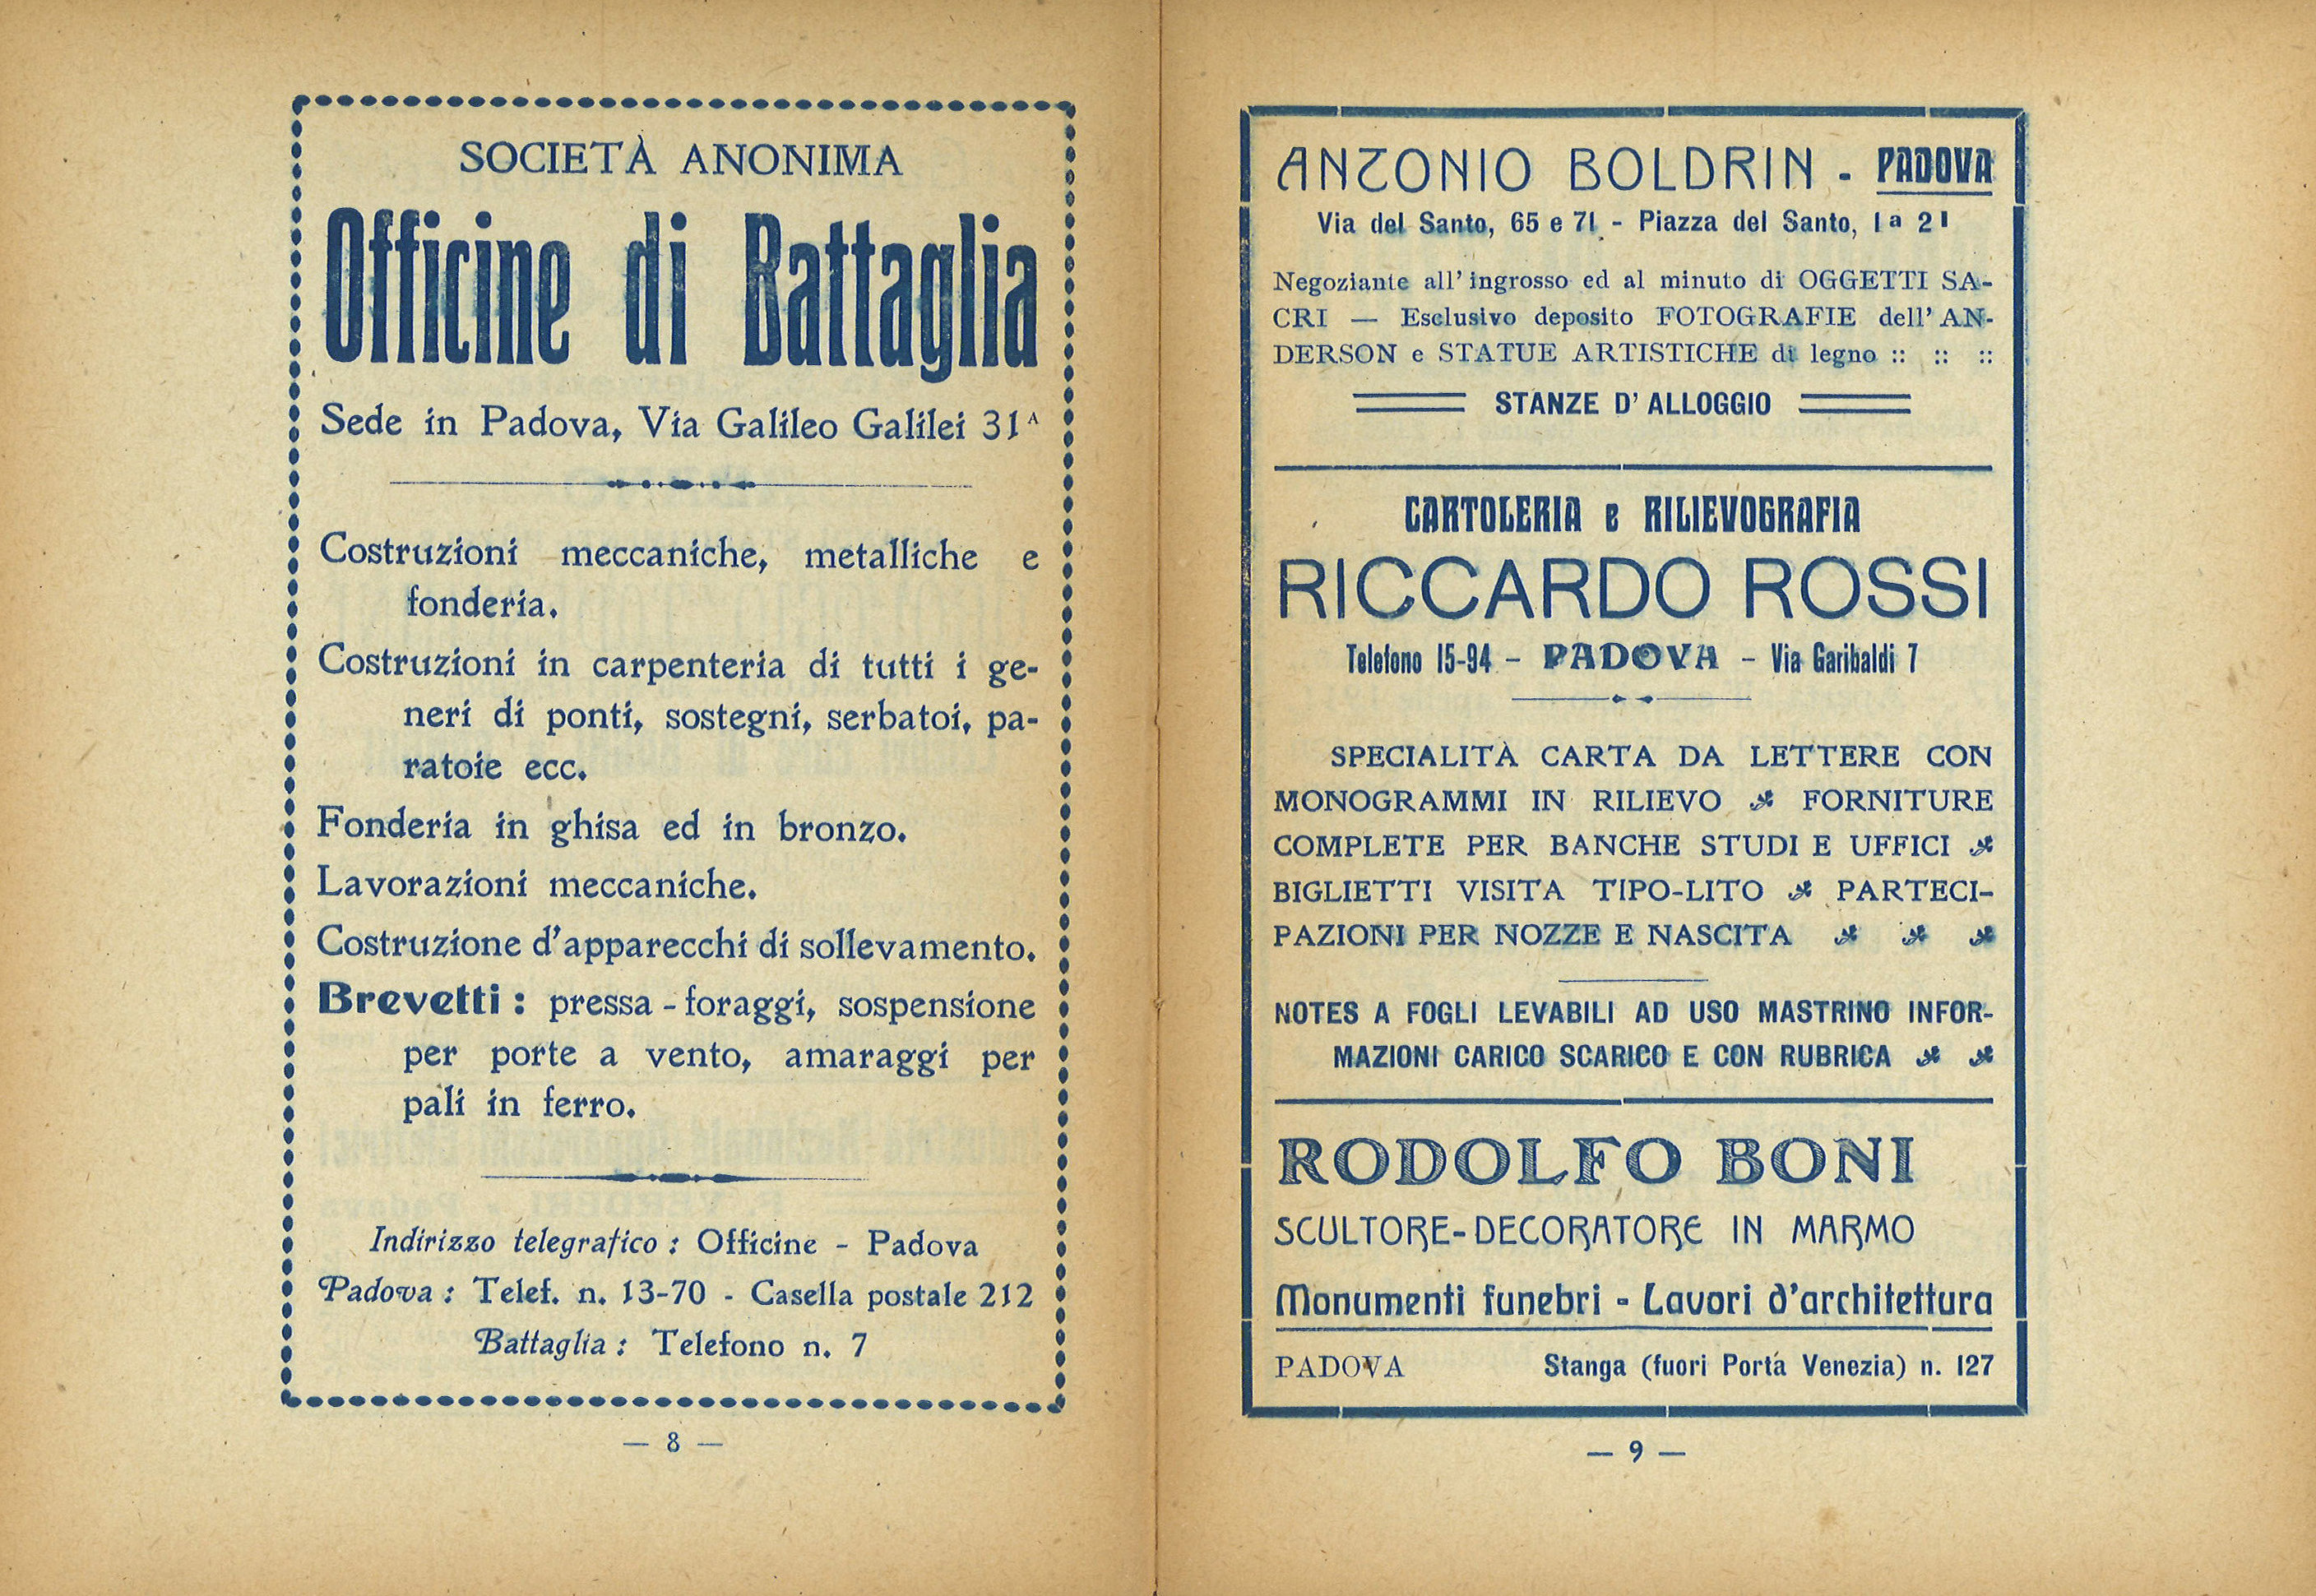 SOCIETÀ ANONIMA
Officine di Battaglia
Sede in Padova, Via Galileo Galilei 31 A
Costruzioni meccaniche, metalliche e
fonderia.
Costruzioni in carpenteria di tutti i ge-
neri di ponti, sostegni, serbatoi, pa-
ratoie ecc.
Fonderia in ghisa ed in bronzo.
Lavorazioni meccaniche.
Costruzione d'apparecchi di sollevamento.
Brevetti : pressa - foraggi, sospensione
per porte a vento, amaraggi per
pali in ferro.
Indirizzo telegrafico : Officine - Padova
Padova : Telef. n. 13-70 - Casella postale 212
Battaglia : Telefono n. 7
— 8 —
ANTONIO BOLDRIN - PADOVA
Via del Santo, 65 e 71 - Piazza del Santo, 1a 21
Negoziante all' ingrosso ed al minuto di OGGETTI SA-
CRI — Esclusivo deposito FOTOGRAFIE dell' AN-
DERSON e STATUE ARTISTICHE di legno :: :: ::
STANZE D' ALLOGGIO
CARTOLERIA e RILIEVOGRAFIA
RICCARDO ROSSI
Telefono 15-94 - PADOVA - Via Garibaldi 7
SPECIALITÀ CARTA DA LETTERE CON
MONOGRAMMI IN RILIEVO FORNITURE
COMPLETE PER BANCHE STUDI E UFFICI
BIGLIETTI VISITA TIPO-LITO PARTECI-
PAZIONI PER NOZZE E NASCITA
NOTES A FOGLI LEVABILI AD USO MASTRINO INFOR-
MAZIONI CARICO SCARICO E CON RUBRICA
RODOLFO BONI
SCULTORE-DECORATORE IN MARMO
Monumenti funebri - Lavori d'architettura
PADOVA Stanga (fuori Porta Venezia) n. 127
— 9 —